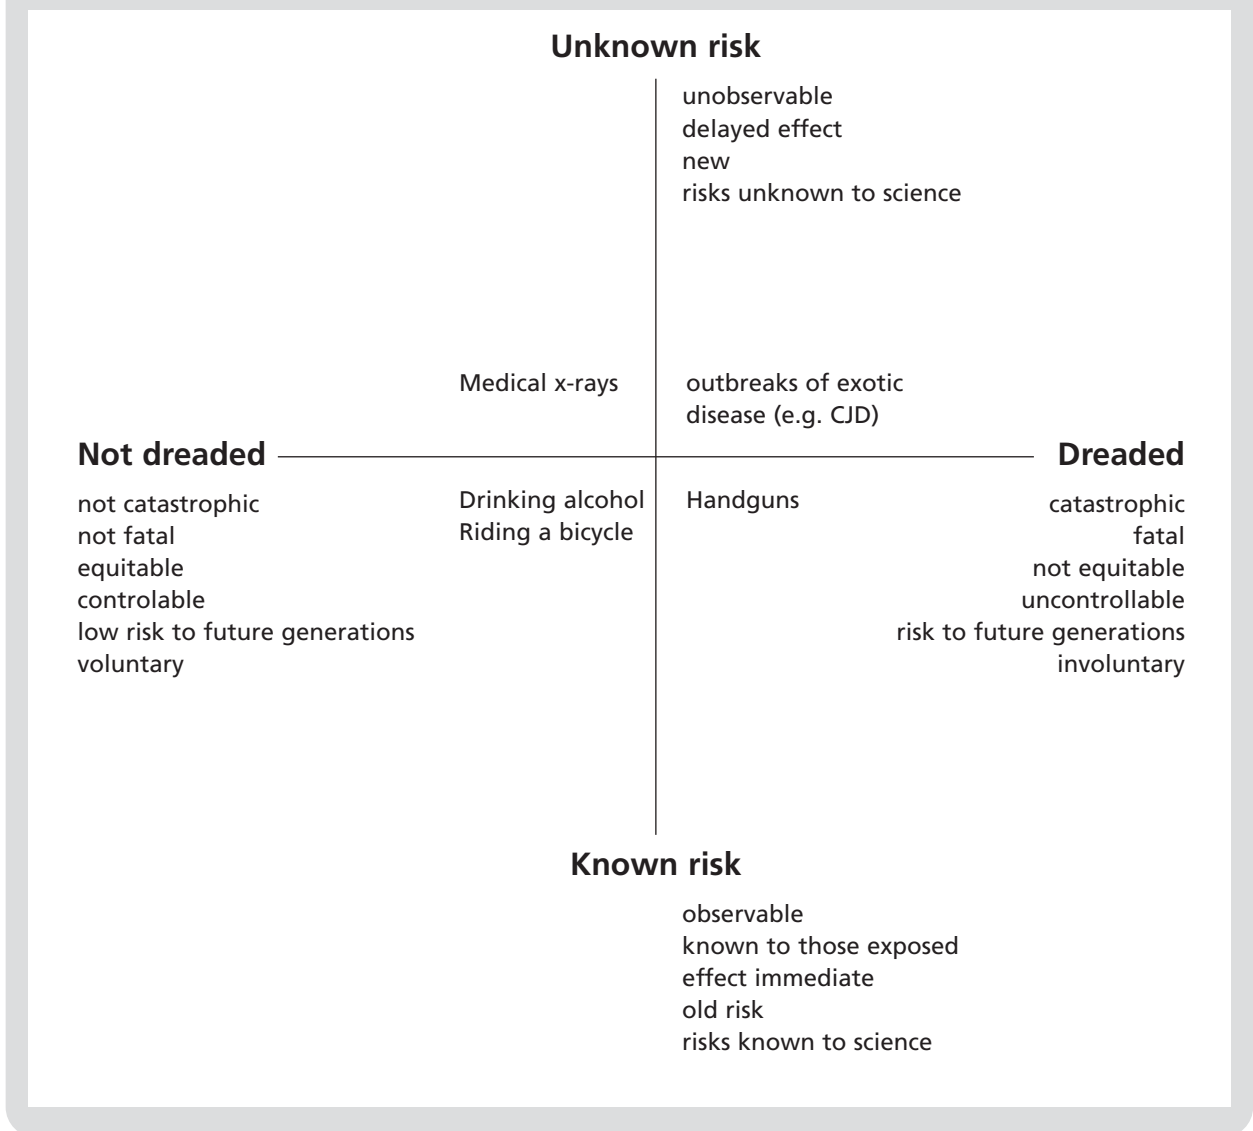 Unknown risk
unobservable
delayed effect
new
risks unknown to science
Medical x-rays
outbreaks of exotic
disease (e.g. CJD)
Not dreaded
Dreaded
not catastrophic
not fatal
equitable
controlable
low risk to future generations
voluntary
Drinking alcohol
Riding a bicycle
Handguns
catastrophic
fatal
not equitable
uncontrollable
risk to future generations
involuntary
Known risk
observable
known to those exposed
effect immediate
old risk
risks known to science